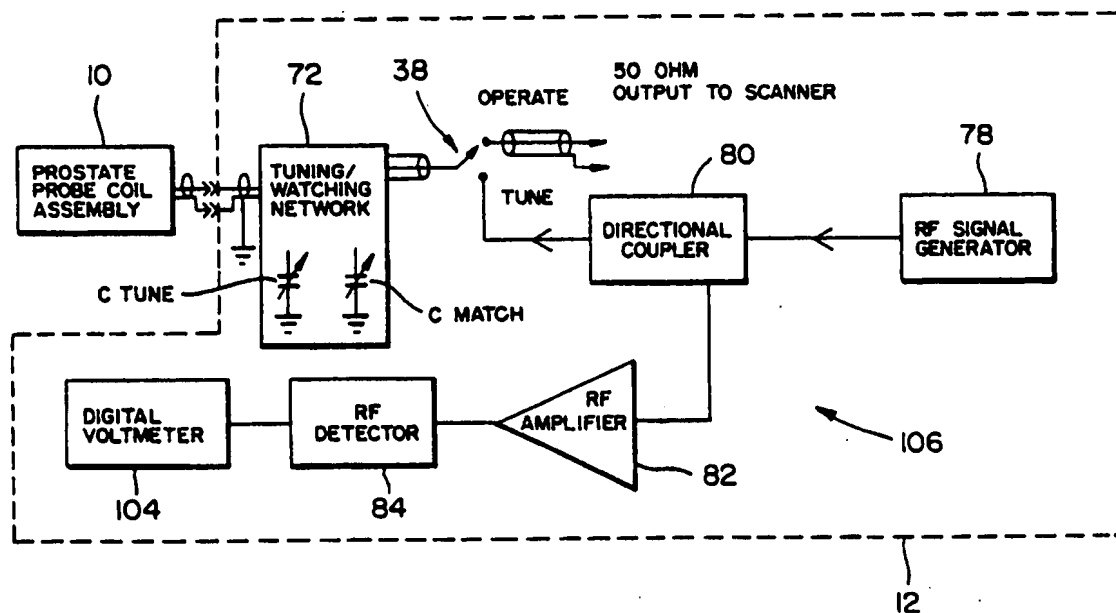 10
72
38
OPERATE
50 OHM
OUTPUT TO SCANNER
80
78
PROSTATE
PROBE COIL
ASSEMBLY
TUNING/
WATCHING
NETWORK
TUNE
DIRECTIONAL
COUPLER
RF SIGNAL
GENERATOR
C TUNE
C MATCH
DIGITAL
VOLTMETER
RF
DETECTOR
RF
AMPLIFIER
106
104
84
82
12